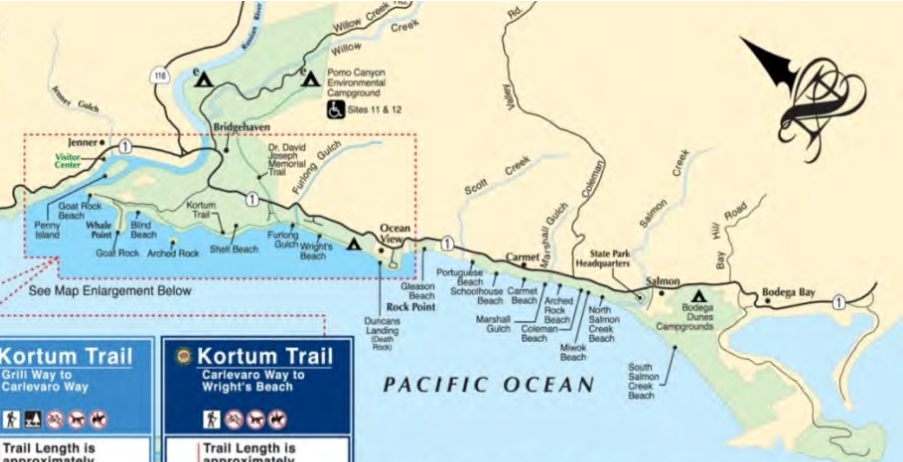 Rd.
Willow Creek Rd.
Willow
Creek
Russian River
116
e
e
Pomo Canyon
Environmental
Campground
Sites 11 & 12
Valley
Jenner Gulch
Bridgehaven
Jenner
1
Visitor
Center
Dr. David
Joseph
Memorial
Trail
Furlong Gulch
Scott Creek
Coleman
Salmon Creek
Goat Rock
Beach
Penny
Island
Whale
Point
Blind
Beach
Kortum
Trail
1
Goat Rock
Arched Rock
Shell Beach
Furlong
Gulch
Wright's
Beach
Ocean
View
1
Carmet
Marshall Gulch
State Park
Headquarters
Bay Hill Road
Salmon
Bodega Bay
1
Gleason
Beach
Rock Point
Portuguese
Beach
Schoolhouse
Beach
Carmet
Beach
Arched
Rock
Beach
Marshall
Gulch
Coleman
Beach
North
Salmon
Creek
Beach
Miwok
Beach
Bodega
Dunes
Campgrounds
Duncans
Landing
(Death
Rock)
South
Salmon
Creek
Beach
See Map Enlargement Below
PACIFIC OCEAN
Kortum Trail
Grill Way to
Carlevaro Way
Trail Length is
approximately
Kortum Trail
Carlevaro Way to
Wright's Beach
Trail Length is
approximately